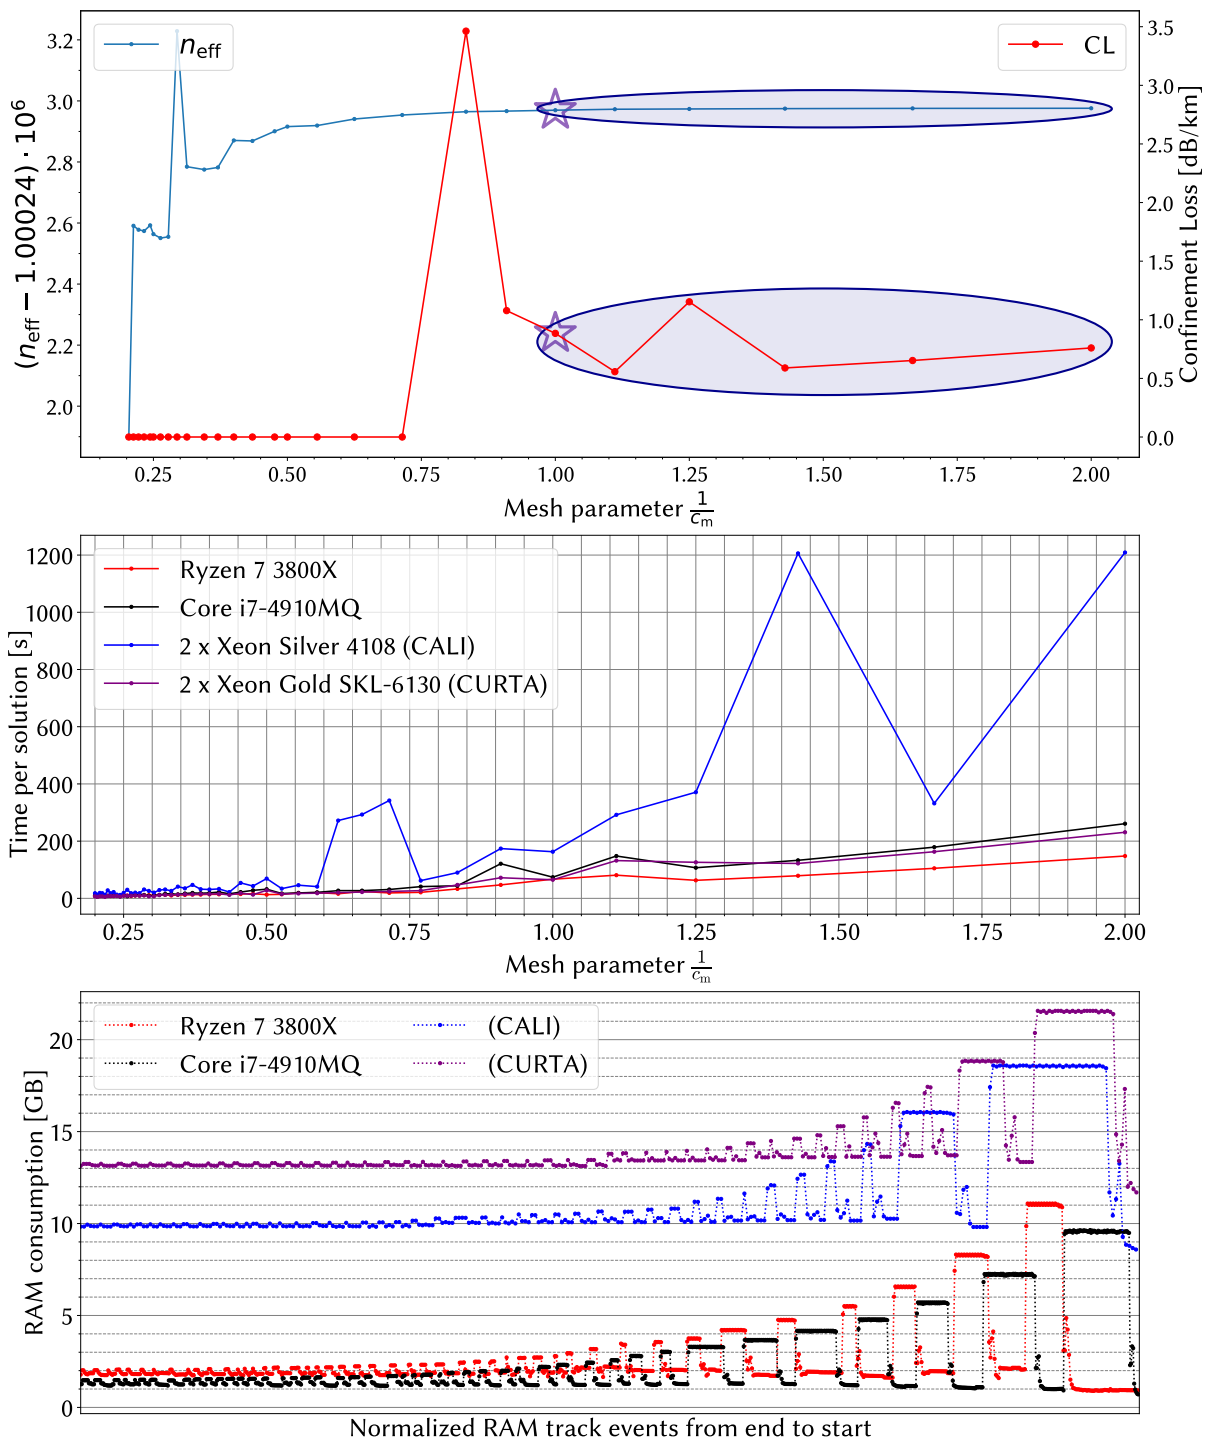 n_eff
CL
3.2
3.0
2.8
2.6
2.4
2.2
2.0
(n_eff − 1.00024) · 10^6
3.5
3.0
2.5
2.0
1.5
1.0
0.5
0.0
Confinement Loss [dB/km]
0.25 0.50 0.75 1.00 1.25 1.50 1.75 2.00
Mesh parameter 1/c_m
Ryzen 7 3800X
Core i7-4910MQ
2 x Xeon Silver 4108 (CALI)
2 x Xeon Gold SKL-6130 (CURTA)
1200
1000
800
600
400
200
0
Time per solution [s]
0.25 0.50 0.75 1.00 1.25 1.50 1.75 2.00
Mesh parameter 1/c_m
Ryzen 7 3800X (CALI)
Core i7-4910MQ (CURTA)
20
15
10
5
0
RAM consumption [GB]
Normalized RAM track events from end to start